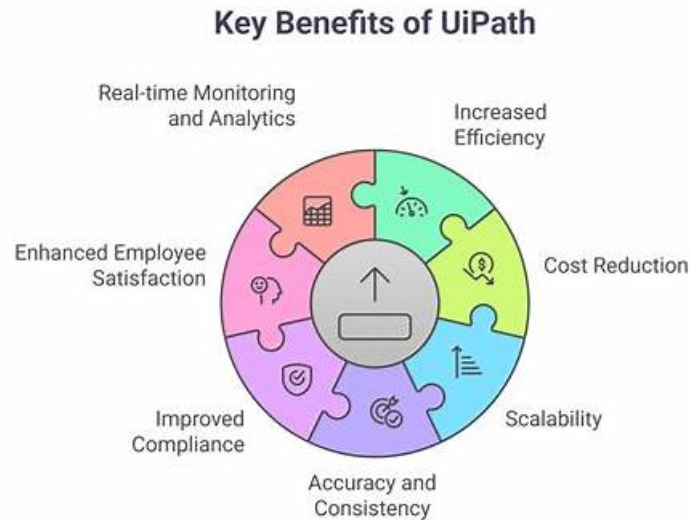 Key Benefits of UiPath
Real-time Monitoring
and Analytics
Increased
Efficiency
Enhanced Employee
Satisfaction
Cost Reduction
Improved
Compliance
Scalability
Accuracy and
Consistency